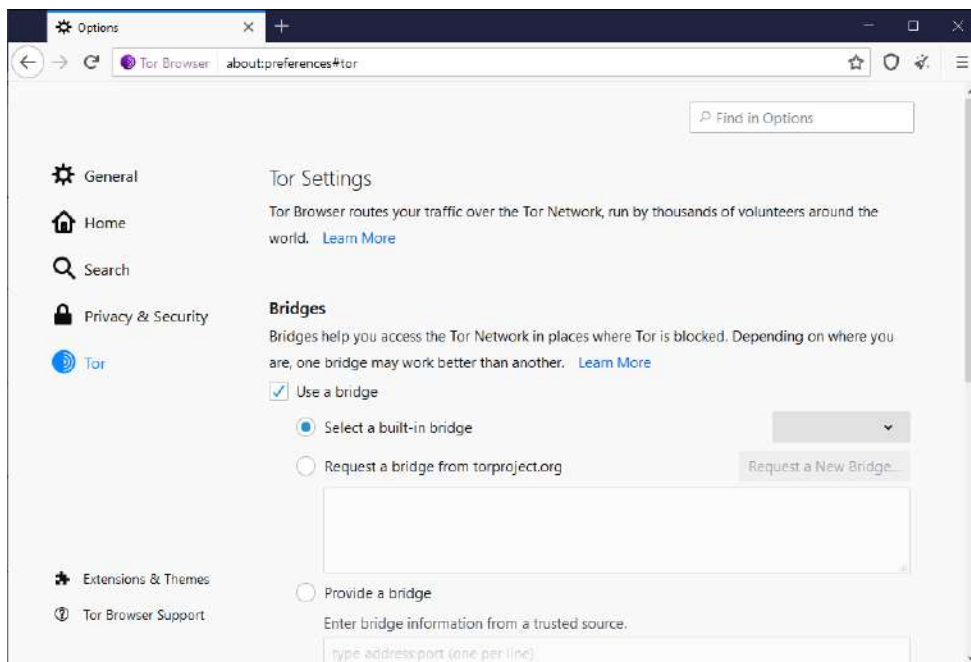 Options
Tor Browser
about:preferences#tor
Find in Options
General
Home
Search
Privacy & Security
Tor
Extensions & Themes
Tor Browser Support
Tor Settings
Tor Browser routes your traffic over the Tor Network, run by thousands of volunteers around the
world. Learn More
Bridges
Bridges help you access the Tor Network in places where Tor is blocked. Depending on where you
are, one bridge may work better than another. Learn More
Use a bridge
Select a built-in bridge
Request a bridge from torproject.org
Request a New Bridge...
Provide a bridge
Enter bridge information from a trusted source.
type address:port (one per line)